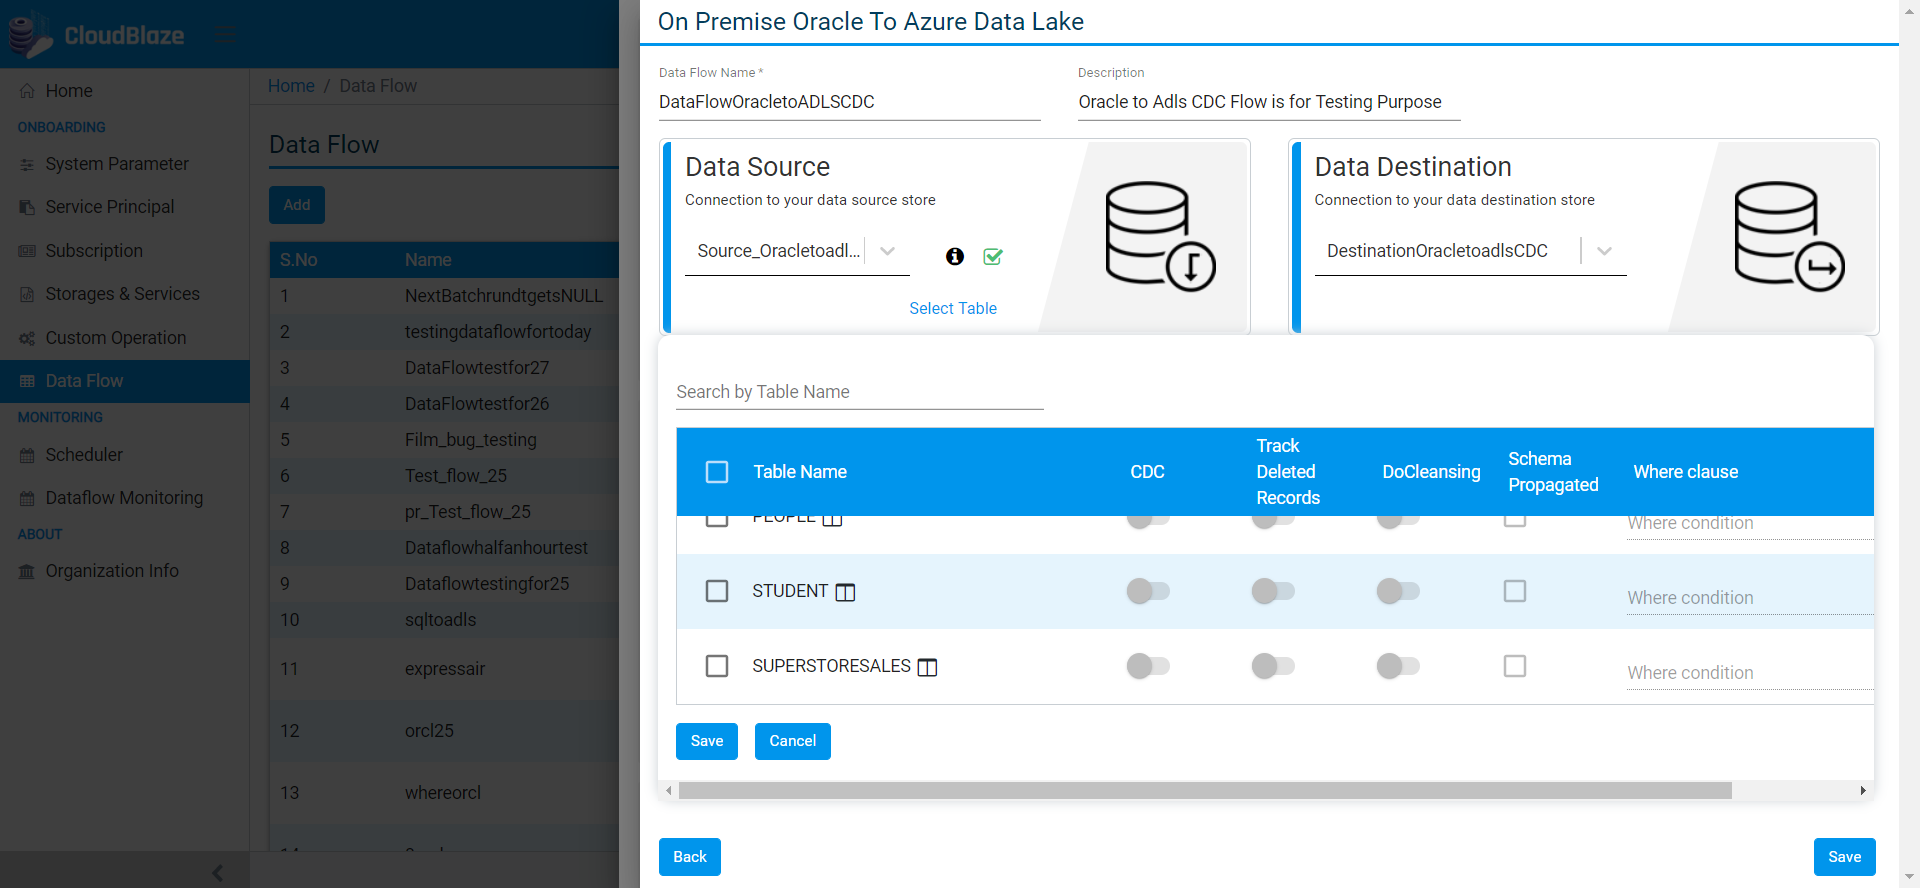 CloudBlaze
Home
ONBOARDING
System Parameter
Service Principal
Subscription
Storages & Services
Custom Operation
Data Flow
MONITORING
Scheduler
Dataflow Monitoring
ABOUT
Organization Info
Home / Data Flow
Data Flow
Add
S.No Name
1 NextBatchrundtgetsNULL
2 testingdataflowfortoday
3 DataFlowtestfor27
4 DataFlowtestfor26
5 Film_bug_testing
6 Test_flow_25
7 pr_Test_flow_25
8 Dataflowhalfanhourtest
9 Dataflowtestingfor25
10 sqltoadls
11 expressair
12 orcl25
13 whereorcl
On Premise Oracle To Azure Data Lake
Data Flow Name * Description
DataFlowOracletoADLSCDC Oracle to Adls CDC Flow is for Testing Purpose
Data Source
Connection to your data source store
Source_Oracletoadl...
Select Table
Data Destination
Connection to your data destination store
DestinationOracletoadlsCDC
Search by Table Name
Table Name CDC Track Deleted Records DoCleansing Schema Propagated Where clause
PEOPLE Where condition
STUDENT Where condition
SUPERSTORESALES Where condition
Save Cancel
Back Save